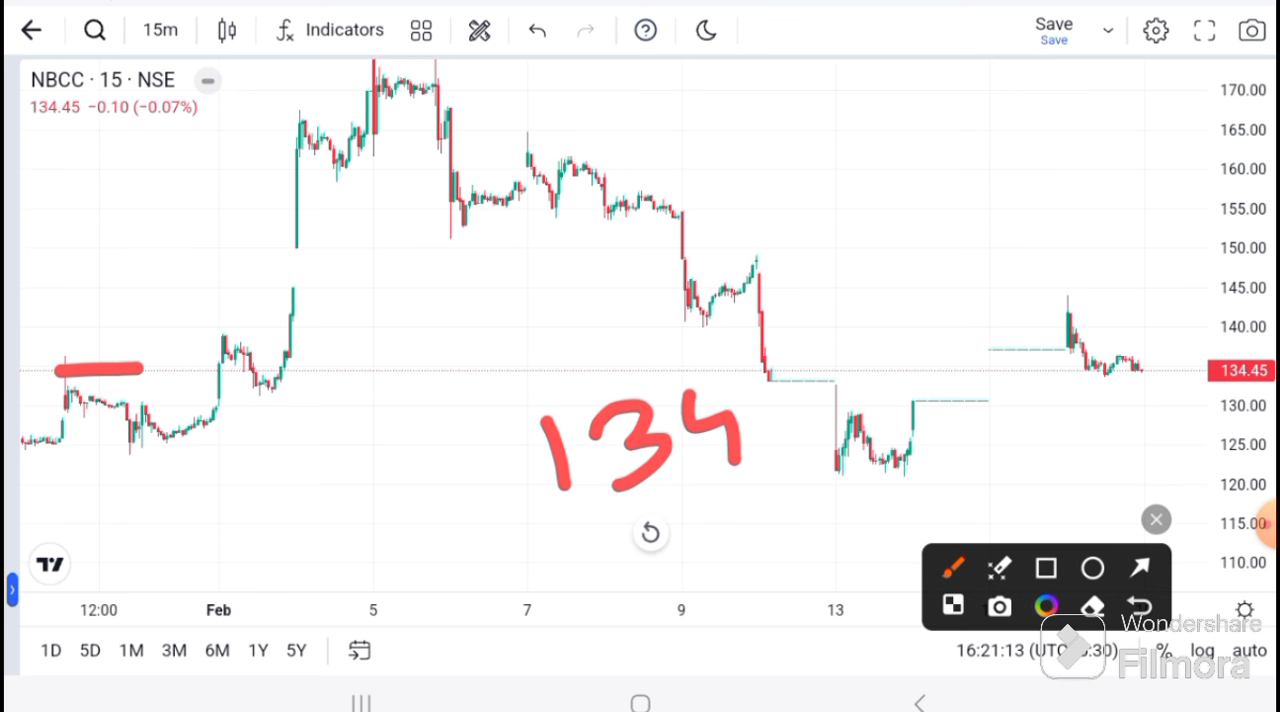 15m Indicators Save
Save
NBCC · 15 · NSE
134.45 −0.10 (−0.07%)
170.00
165.00
160.00
155.00
150.00
145.00
140.00
134.45
130.00
125.00
120.00
115.00
110.00
134
12:00 Feb 5 7 9 13
1D 5D 1M 3M 6M 1Y 5Y
16:21:13 (UTC :30) % log auto
Wondershare
Filmora